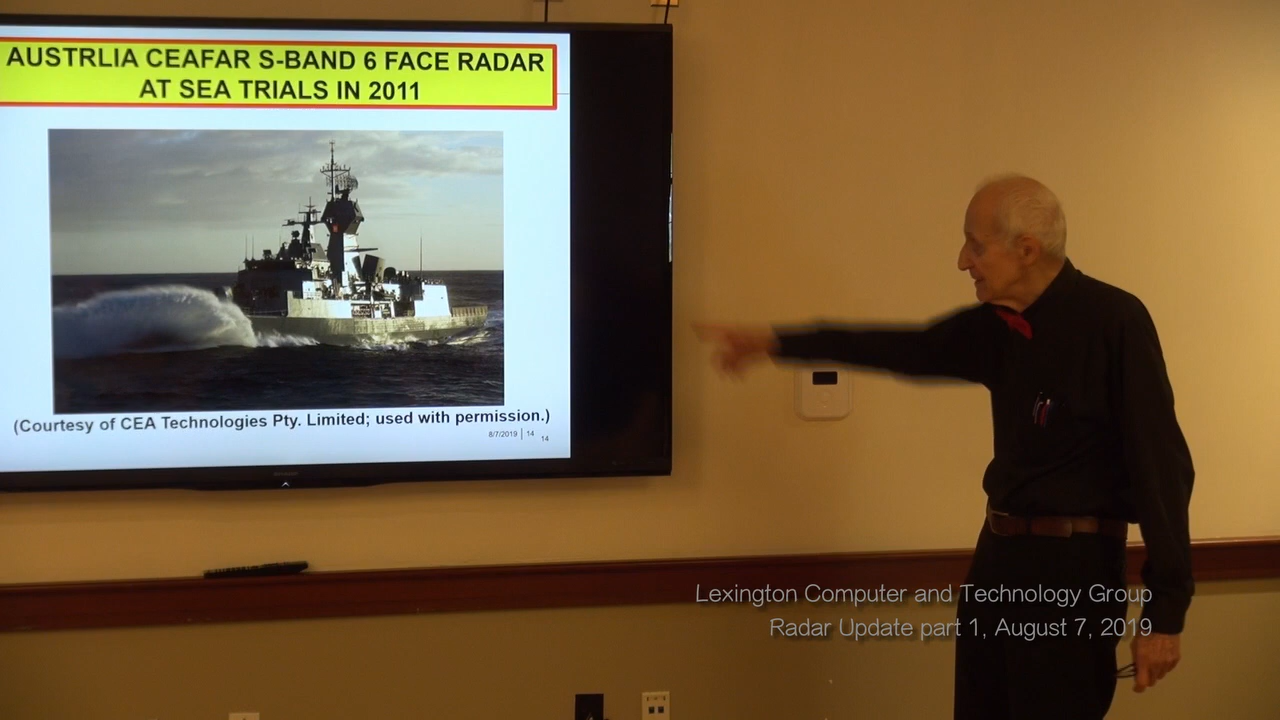 AUSTRLIA CEAFAR S-BAND 6 FACE RADAR
AT SEA TRIALS IN 2011
(Courtesy of CEA Technologies Pty. Limited; used with permission.)
8/7/2019 | 14
14
Lexington Computer and Technology Group
Radar Update part 1, August 7, 2019